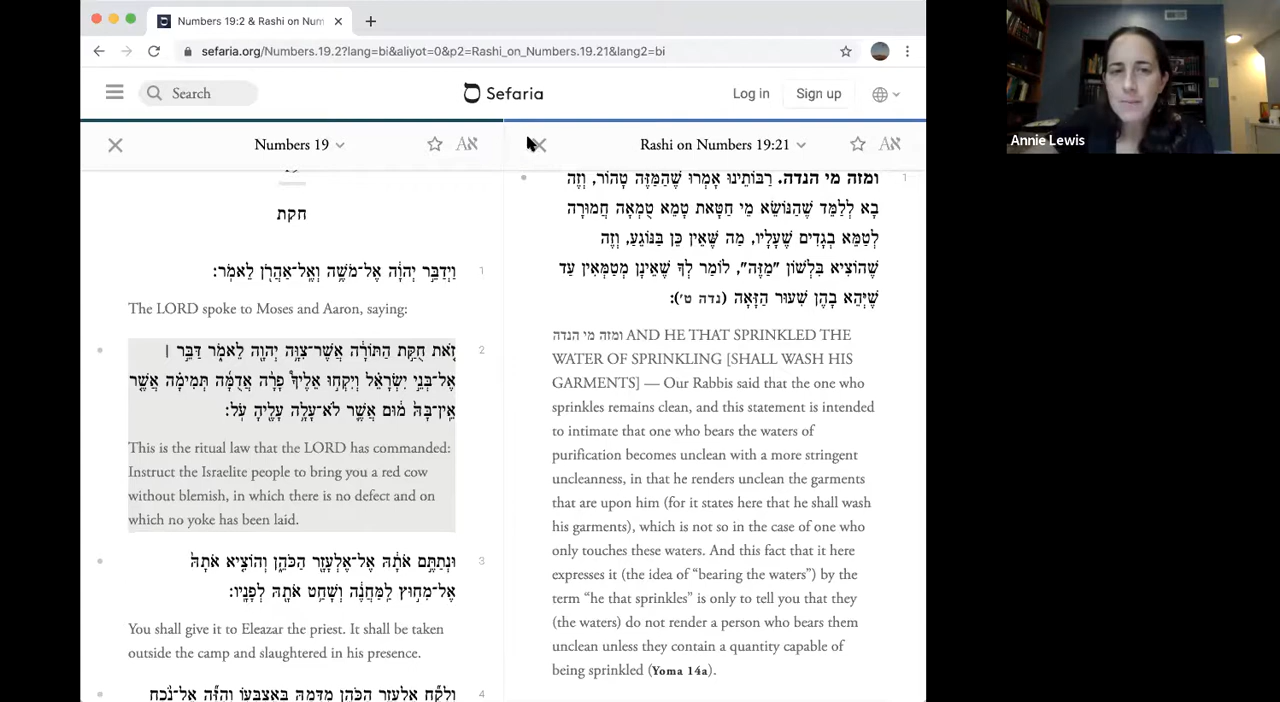 Numbers 19:2 & Rashi on Num
sefaria.org/Numbers.19.2?lang=bi&aliyot=0&p2=Rashi_on_Numbers.19.21&lang2=bi
Search
Sefaria
Log in
Sign up
Numbers 19
חקת
וַיְדַבֵּ֣ר יְהוָ֔ה אֶל־מֹשֶׁ֥ה וְאֶֽל־אַהֲרֹ֖ן לֵאמֹֽר׃
1
The LORD spoke to Moses and Aaron, saying:
זֹ֚את חֻקַּ֣ת הַתּוֹרָ֔ה אֲשֶׁר־צִוָּ֥ה יְהוָ֖ה לֵאמֹ֑ר דַּבֵּ֣ר ׀
2
אֶל־בְּנֵ֣י יִשְׂרָאֵ֗ל וְיִקְח֣וּ אֵלֶיךָ֩ פָרָ֨ה אֲדֻמָּ֜ה תְּמִימָ֗ה אֲשֶׁ֤ר
אֵֽין־בָּהּ֙ מ֔וּם אֲשֶׁ֛ר לֹא־עָלָ֥ה עָלֶ֖יהָ עֹֽל׃
This is the ritual law that the LORD has commanded:
Instruct the Israelite people to bring you a red cow
without blemish, in which there is no defect and on
which no yoke has been laid.
וּנְתַתֶּ֣ם אֹתָ֔הּ אֶל־אֶלְעָזָ֖ר הַכֹּהֵ֑ן וְהוֹצִ֤יא אֹתָהּ֙
3
אֶל־מִח֣וּץ לַֽמַּחֲנֶ֔ה וְשָׁחַ֥ט אֹתָ֖הּ לְפָנָֽיו׃
You shall give it to Eleazar the priest. It shall be taken
outside the camp and slaughtered in his presence.
וְלָקַ֞ח אֶלְעָזָ֧ר הַכֹּהֵ֛ן מִדָּמָ֖הּ בְּאֶצְבָּע֑וֹ וְהִזָּ֞ה אֶל־נֹ֨כַח
4
Rashi on Numbers 19:21
ומזה מי הנדה. רַבּוֹתֵינוּ אָמְרוּ שֶׁהַמַּזֶּה טָהוֹר, וְזֶה
1
בָא לְלַמֵּד שֶׁהַנּוֹשֵׂא מֵי חַטָּאת טָמֵא טֻמְאָה חֲמוּרָה
לְטַמֵּא בְגָדִים שֶׁעָלָיו, מַה שֶּׁאֵין כֵּן בַּנּוֹגֵעַ, וְזֶה
שֶׁהוֹצִיא בִּלְשׁוֹן "מַזֶּה", לוֹמַר לְךָ שֶׁאֵינָן מְטַמְּאִין עַד
שֶׁיְּהֵא בָהֶן שִׁעוּר הַזָּאָה (נדה ט'):
ומזה מי הנדה AND HE THAT SPRINKLED THE
WATER OF SPRINKLING [SHALL WASH HIS
GARMENTS] — Our Rabbis said that the one who
sprinkles remains clean, and this statement is intended
to intimate that one who bears the waters of
purification becomes unclean with a more stringent
uncleanness, in that he renders unclean the garments
that are upon him (for it states here that he shall wash
his garments), which is not so in the case of one who
only touches these waters. And this fact that it here
expresses it (the idea of “bearing the waters”) by the
term “he that sprinkles” is only to tell you that they
(the waters) do not render a person who bears them
unclean unless they contain a quantity capable of
being sprinkled (Yoma 14a).
Annie Lewis